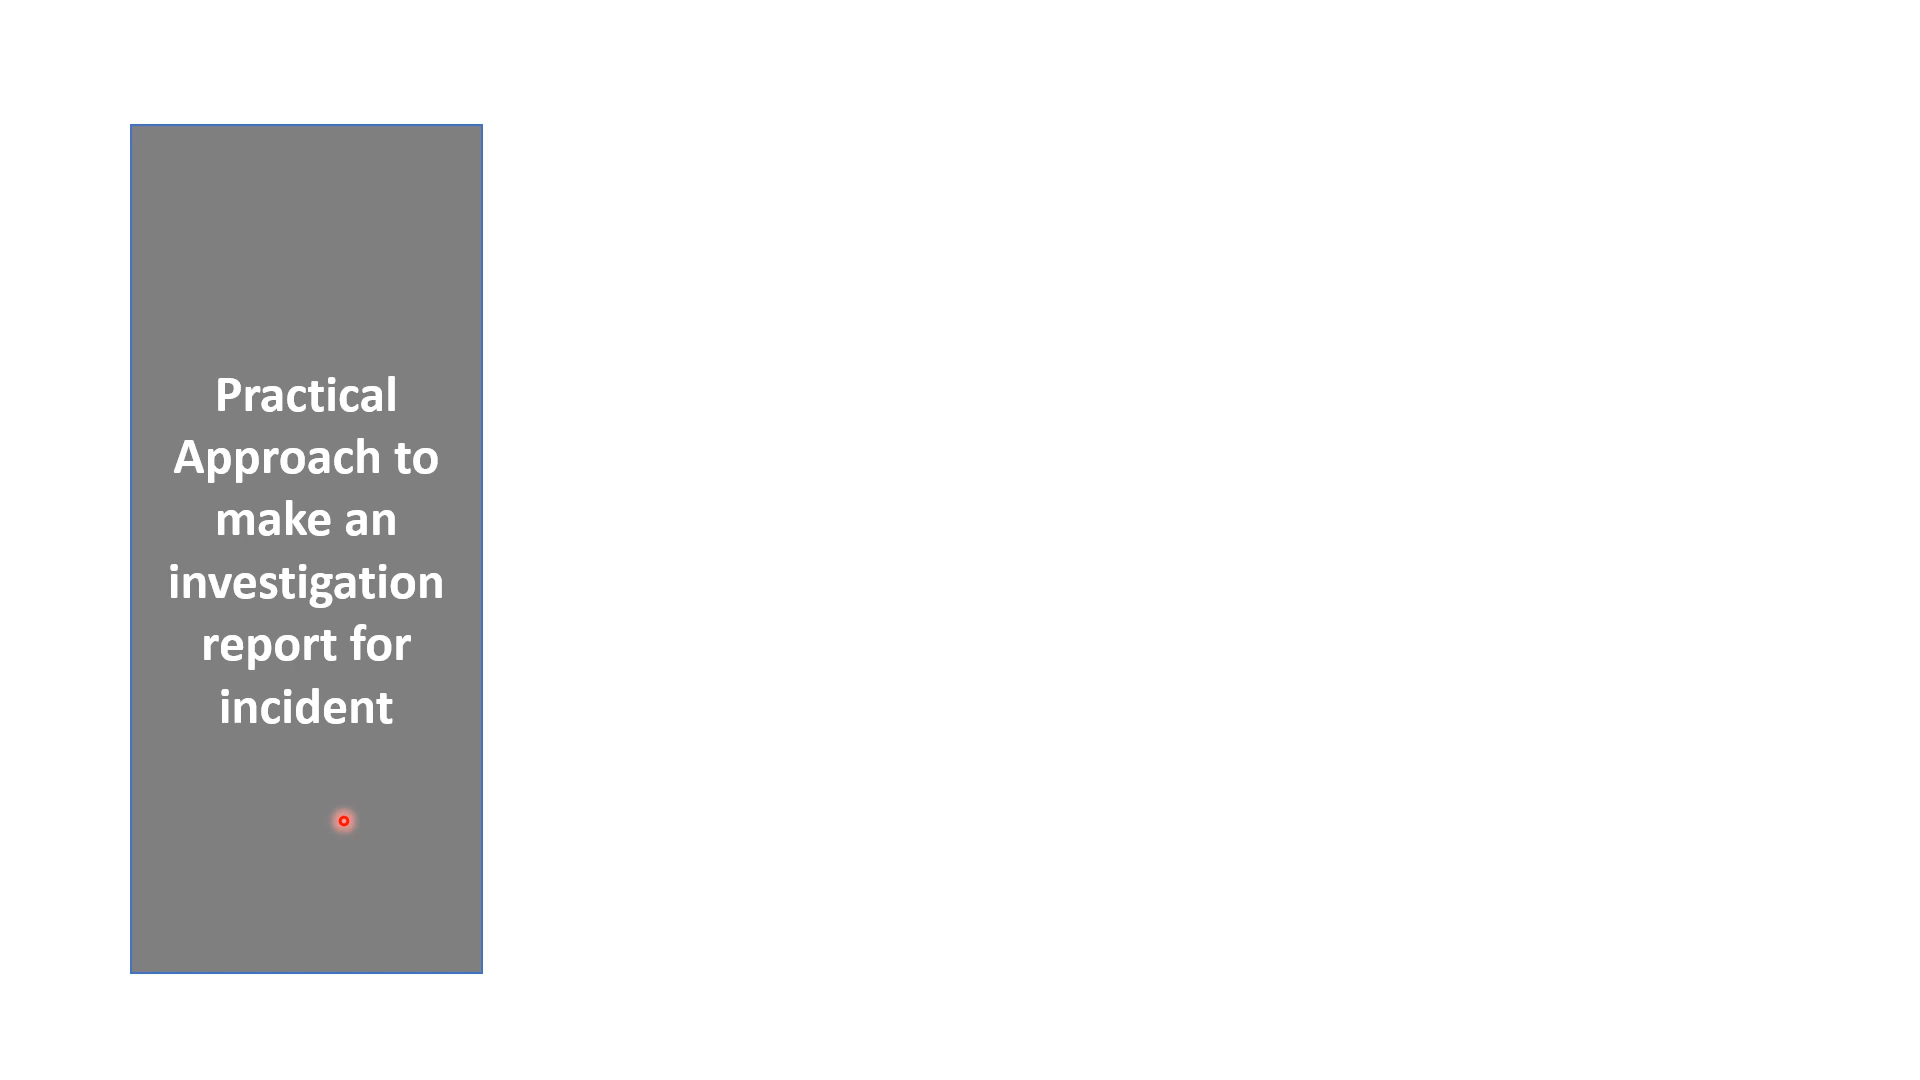 Practical
Approach to
make an
investigation
report for
incident